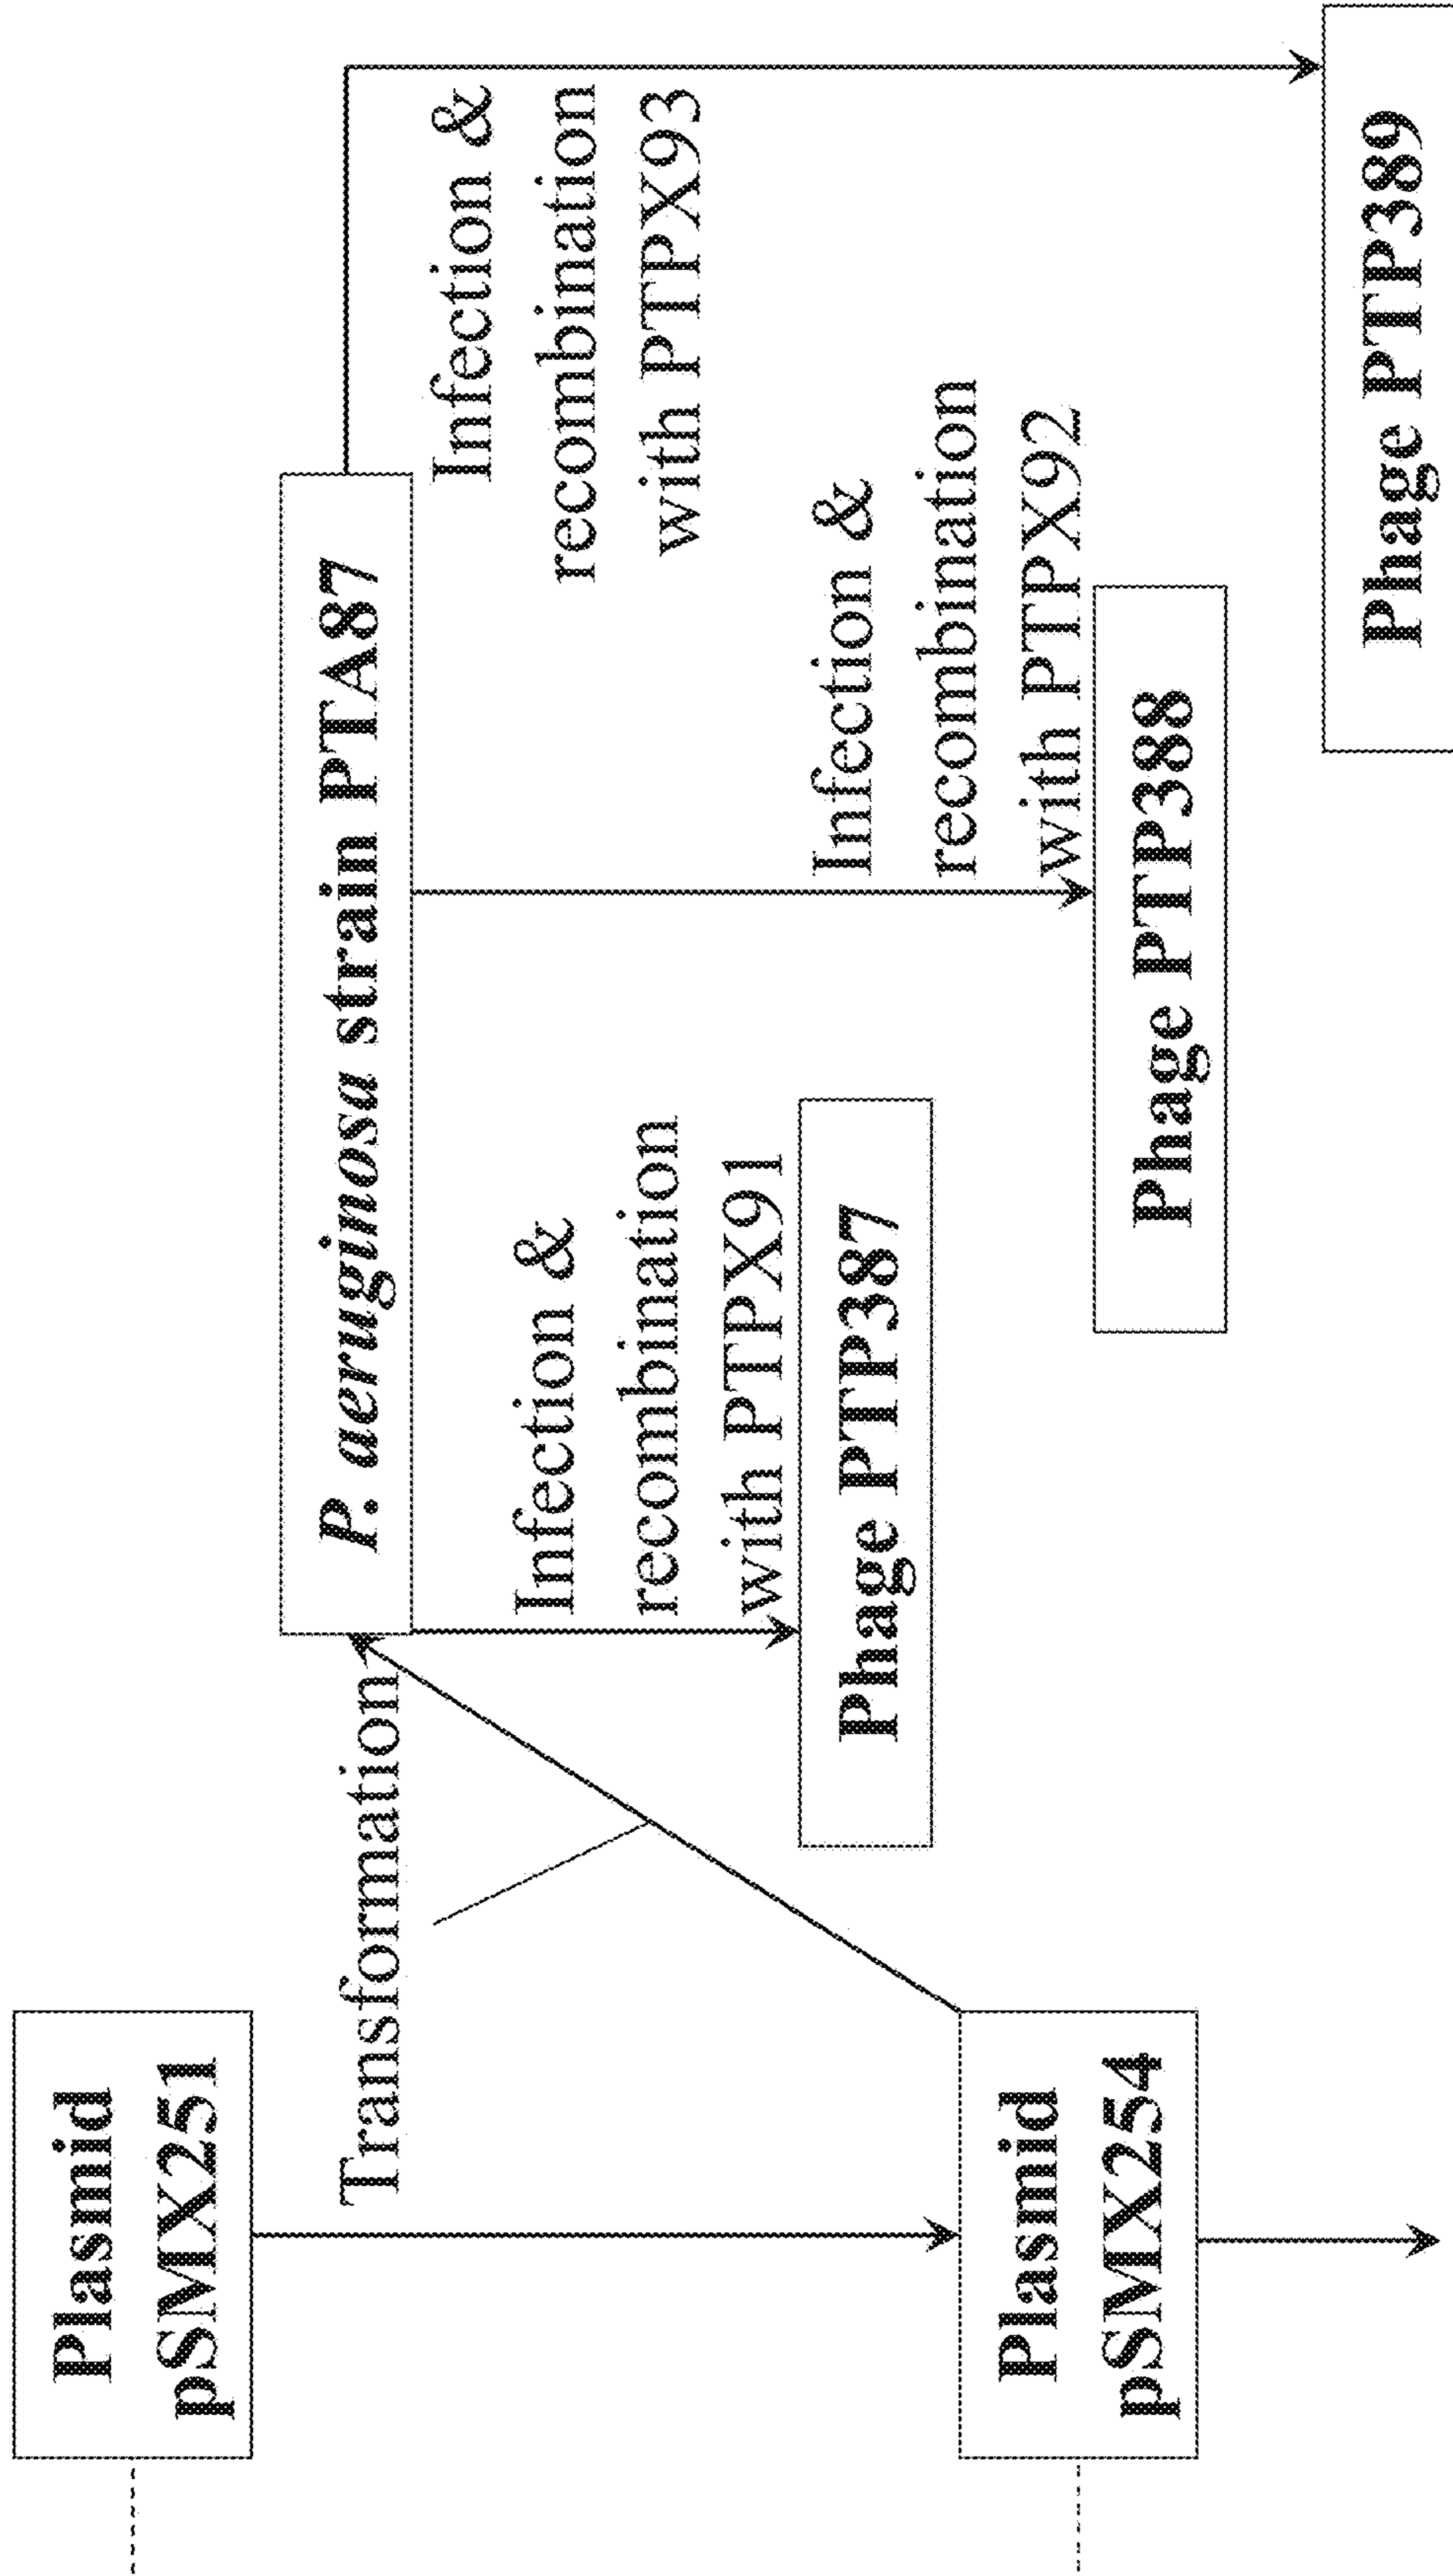 Plasmid
pSMX251
Transformation
P. aeruginosa strain PTA87
Infection &
recombination
with PTPX93
Infection &
recombination
with PTPX91
Infection &
recombination
with PTPX92
Phage PTP387
Plasmid
pSMX254
Phage PTP388
Phage PTP389